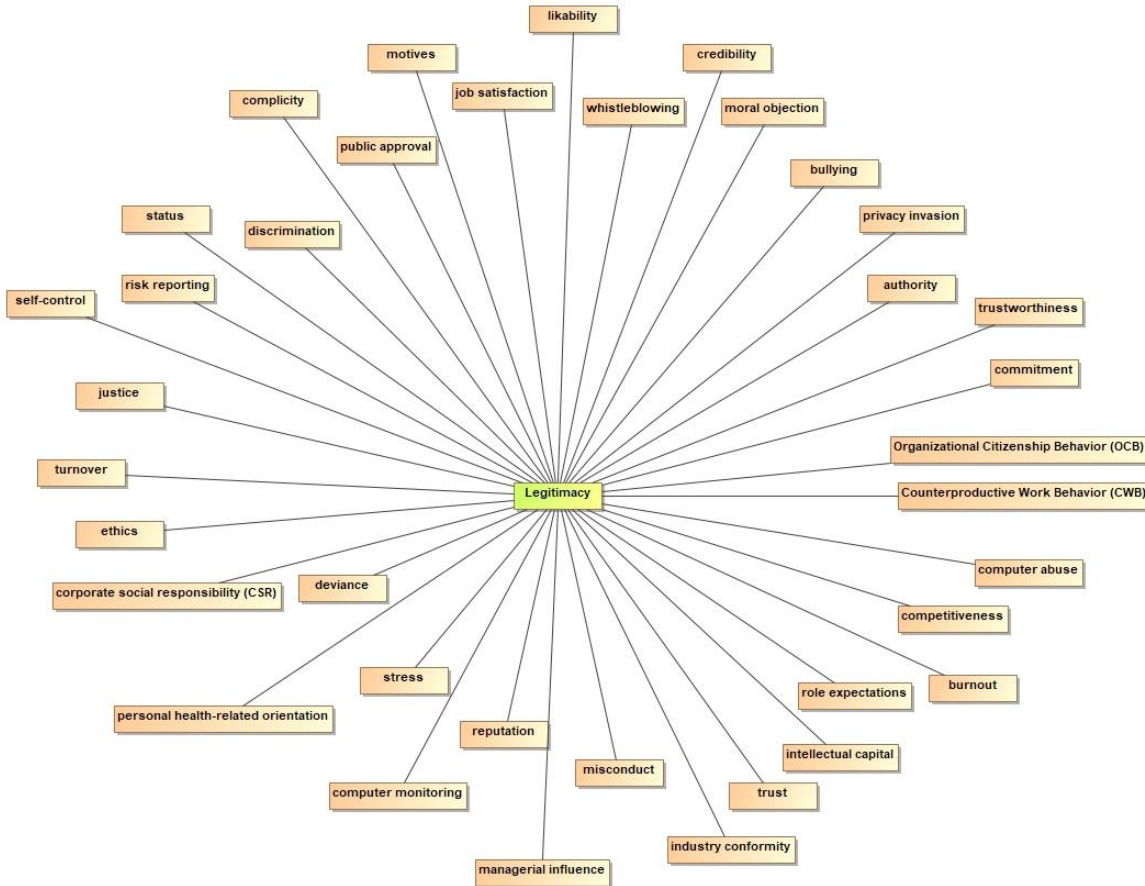 likability
motives
credibility
job satisfaction
complicity
whistleblowing
moral objection
public approval
bullying
status
privacy invasion
discrimination
risk reporting
authority
self-control
trustworthiness
commitment
justice
Organizational Citizenship Behavior (OCB)
turnover
Legitimacy
Counterproductive Work Behavior (CWB)
ethics
computer abuse
deviance
corporate social responsibility (CSR)
competitiveness
stress
burnout
role expectations
personal health-related orientation
reputation
intellectual capital
misconduct
computer monitoring
trust
industry conformity
managerial influence